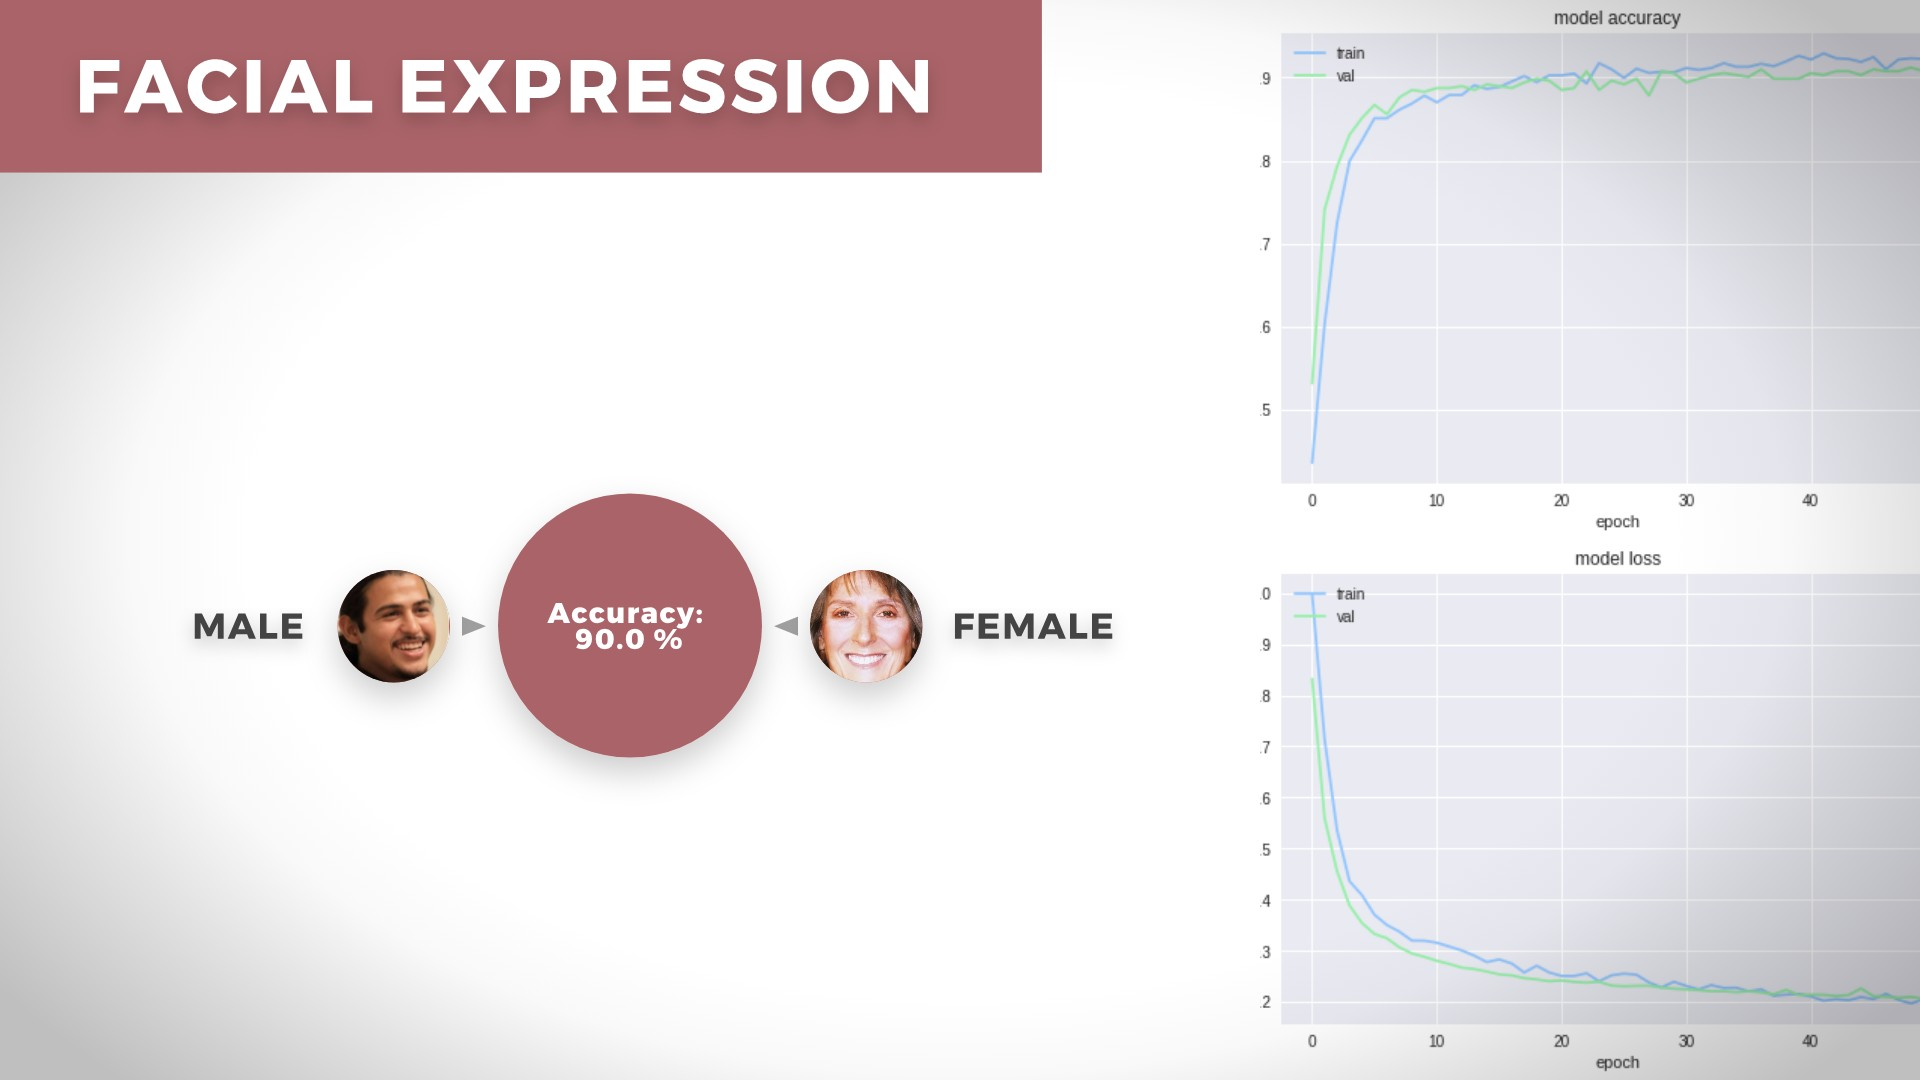 FACIAL EXPRESSION
MALE
Accuracy:
90.0 %
FEMALE
model accuracy
train
val
.9
.8
.7
.6
.5
0 10 20 30 40
epoch
model loss
train
val
.0
.9
.8
.7
.6
.5
.4
.3
.2
0 10 20 30 40
epoch